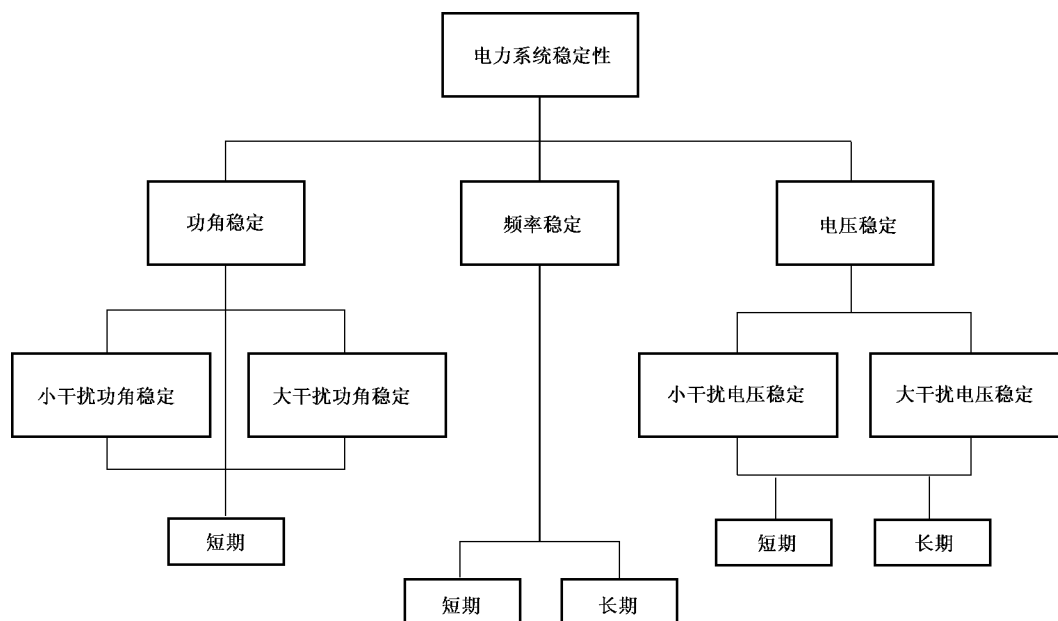 电力系统稳定性
功角稳定
频率稳定
电压稳定
小干扰功角稳定
大干扰功角稳定
小干扰电压稳定
大干扰电压稳定
短期
短期
长期
短期
长期